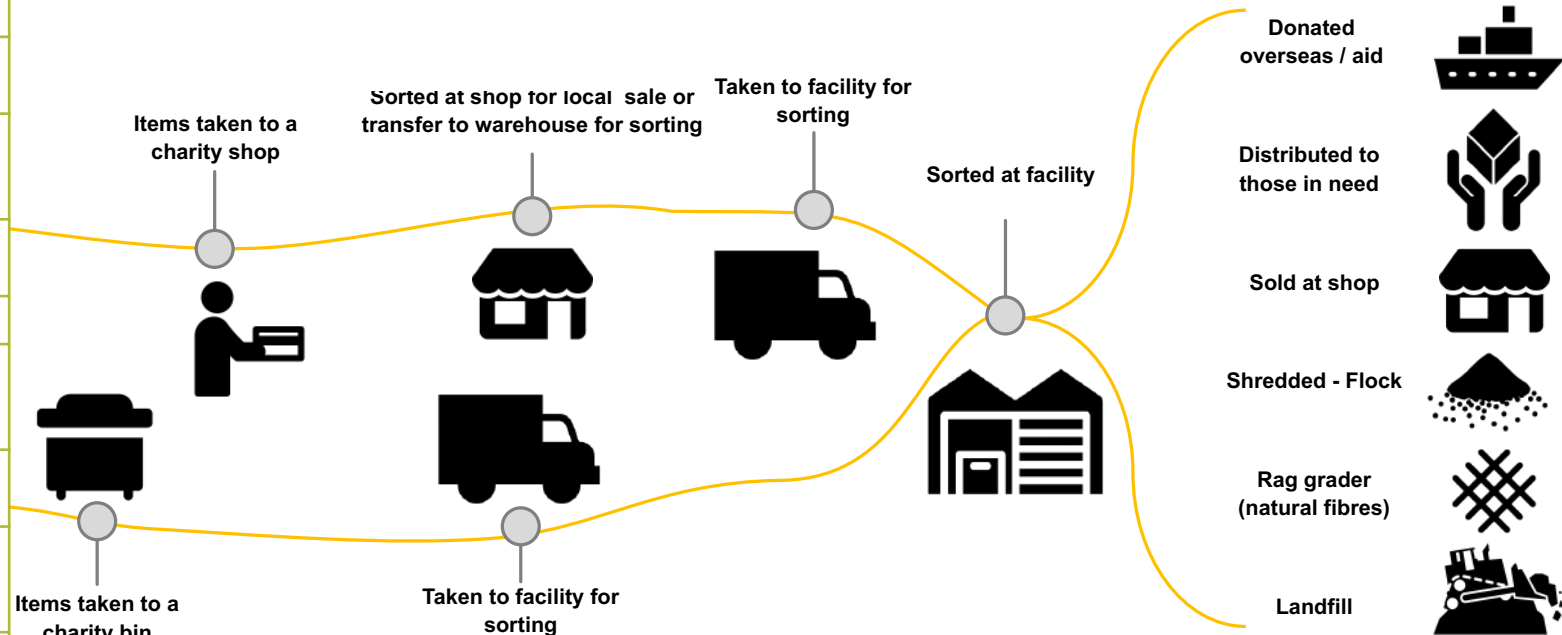 Items taken to a
charity shop
Sorted at shop for local sale or
transfer to warehouse for sorting
Taken to facility for
sorting
Sorted at facility
Items taken to a
charity bin
Taken to facility for
sorting
Donated
overseas / aid
Distributed to
those in need
Sold at shop
Shredded - Flock
Rag grader
(natural fibres)
Landfill